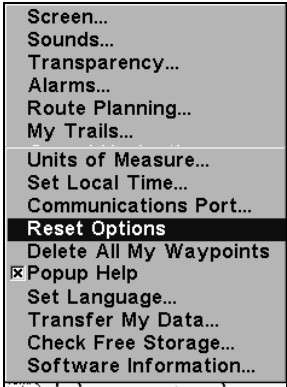 Screen...
Sounds...
Transparency...
Alarms...
Route Planning...
My Trails...
Units of Measure...
Set Local Time...
Communications Port...
Reset Options
Delete All My Waypoints
Popup Help
Set Language...
Transfer My Data...
Check Free Storage...
Software Information...